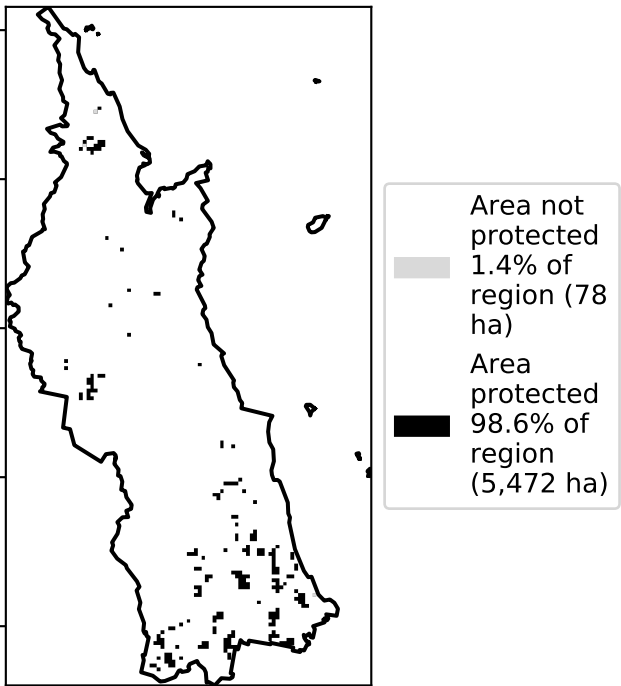 Area not
protected
1.4% of
region (78
ha)
Area
protected
98.6% of
region
(5,472 ha)